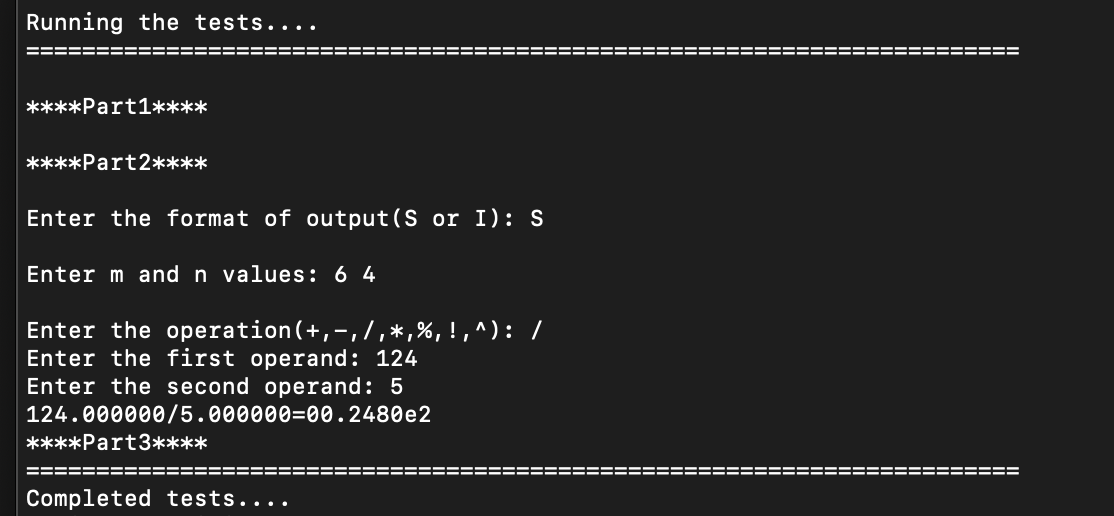 Running the tests....
=======================================================================
****Part1****
****Part2****
Enter the format of output(S or I): S
Enter m and n values: 6 4
Enter the operation(+,-,/,*,%,!,^): /
Enter the first operand: 124
Enter the second operand: 5
124.000000/5.000000=00.2480e2
****Part3****
=======================================================================
Completed tests....